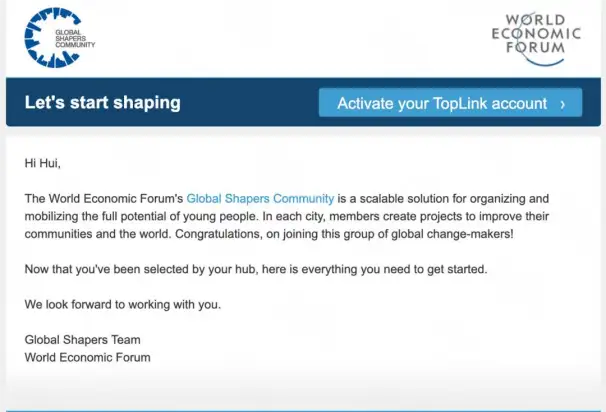 GLOBAL
SHAPERS
COMMUNITY
WORLD
ECONOMIC
FORUM
Let's start shaping
Activate your TopLink account ›
Hi Hui,
The World Economic Forum's Global Shapers Community is a scalable solution for organizing and
mobilizing the full potential of young people. In each city, members create projects to improve their
communities and the world. Congratulations, on joining this group of global change-makers!
Now that you've been selected by your hub, here is everything you need to get started.
We look forward to working with you.
Global Shapers Team
World Economic Forum